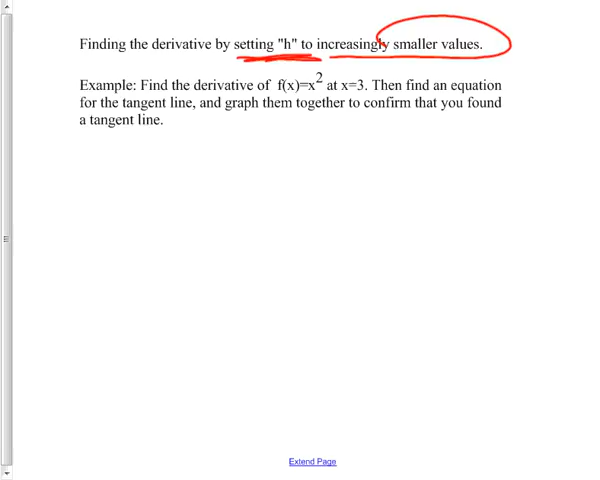 Finding the derivative by setting "h" to increasingly smaller values.
Example: Find the derivative of f(x)=x² at x=3. Then find an equation
for the tangent line, and graph them together to confirm that you found
a tangent line.
Extend Page